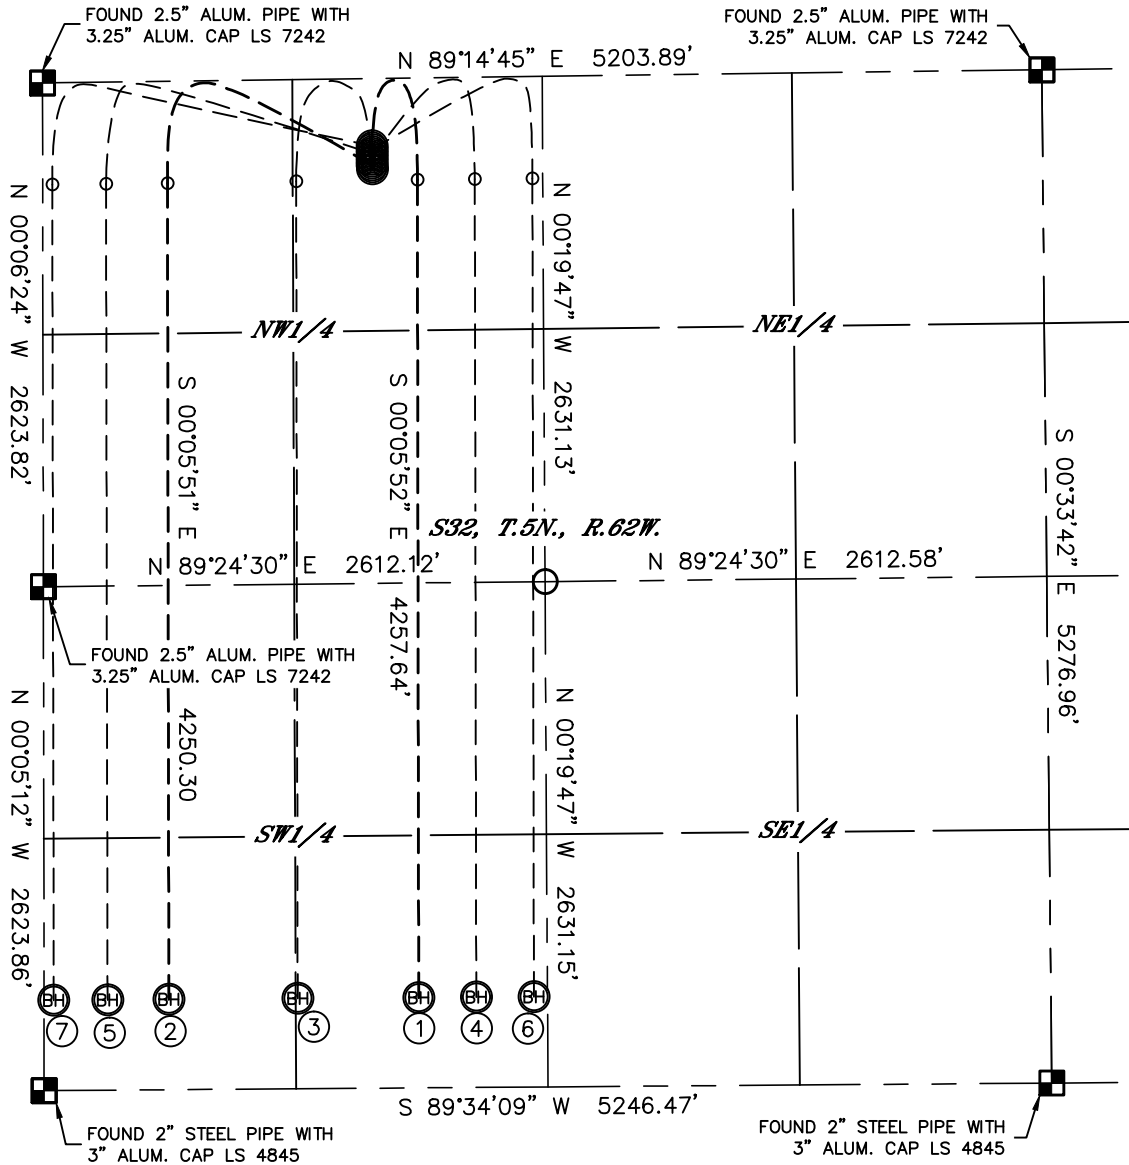 FOUND 2.5" ALUM. PIPE WITH
3.25" ALUM. CAP LS 7242
FOUND 2.5" ALUM. PIPE WITH
3.25" ALUM. CAP LS 7242
N 89°14'45" E 5203.89'
N 00°06'24" W 2623.82'
N 00°19'47" W 2631.13'
NW1/4
NE1/4
S 00°05'51" E 4250.30
S 00°05'52" E 4257.64'
S 00°33'42" E 5276.96'
S32, T.5N., R.62W.
N 89°24'30" E 2612.12'
N 89°24'30" E 2612.58'
FOUND 2.5" ALUM. PIPE WITH
3.25" ALUM. CAP LS 7242
N 00°05'12" W 2623.86'
N 00°19'47" W 2631.15'
SW1/4
SE1/4
BH BH BH BH BH BH BH
7 5 2 3 1 4 6
S 89°34'09" W 5246.47'
FOUND 2" STEEL PIPE WITH
3" ALUM. CAP LS 4845
FOUND 2" STEEL PIPE WITH
3" ALUM. CAP LS 4845